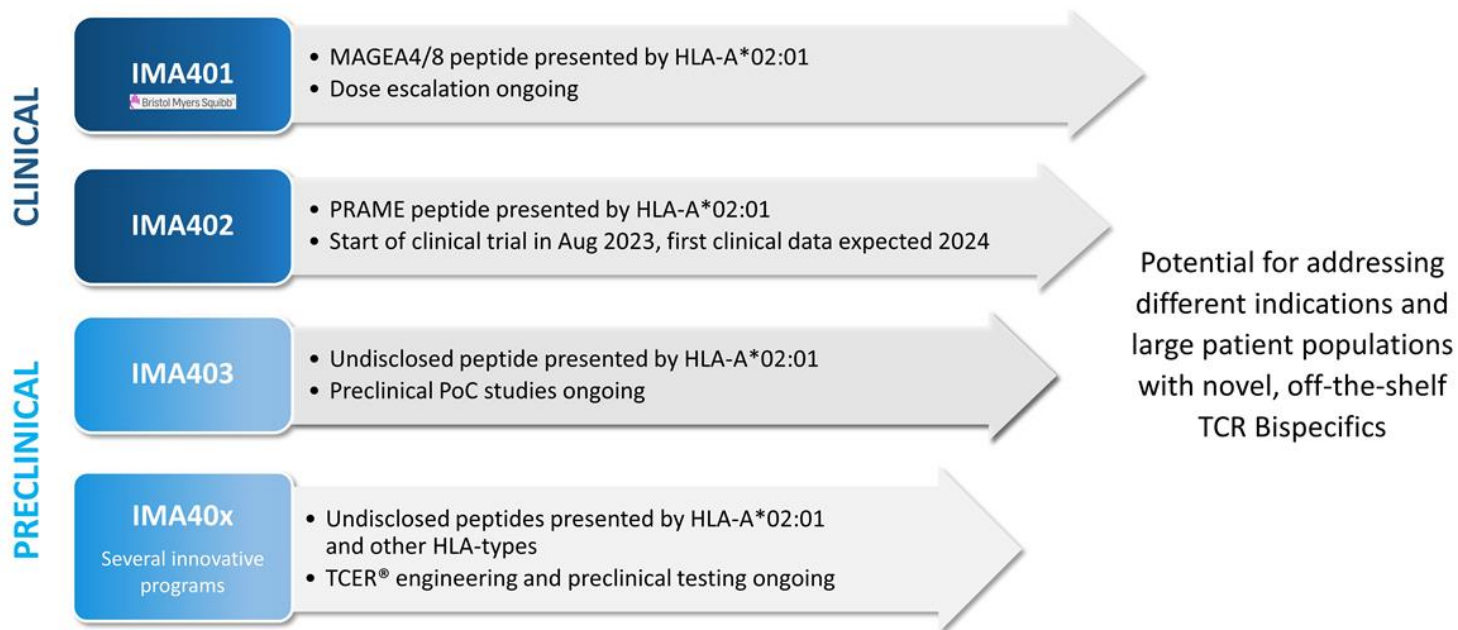 CLINICAL
IMA401
Bristol Myers Squibb™
• MAGEA4/8 peptide presented by HLA-A*02:01
• Dose escalation ongoing
IMA402
• PRAME peptide presented by HLA-A*02:01
• Start of clinical trial in Aug 2023, first clinical data expected 2024
PRECLINICAL
IMA403
• Undisclosed peptide presented by HLA-A*02:01
• Preclinical PoC studies ongoing
IMA40x
Several innovative
programs
• Undisclosed peptides presented by HLA-A*02:01
and other HLA-types
• TCER® engineering and preclinical testing ongoing
Potential for addressing
different indications and
large patient populations
with novel, off-the-shelf
TCR Bispecifics